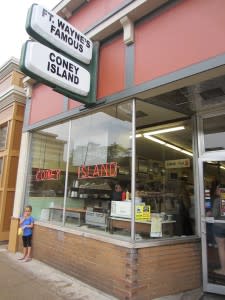 FT. WAYNE'S
FAMOUS
CONEY
ISLAND
CONEY ISLAND